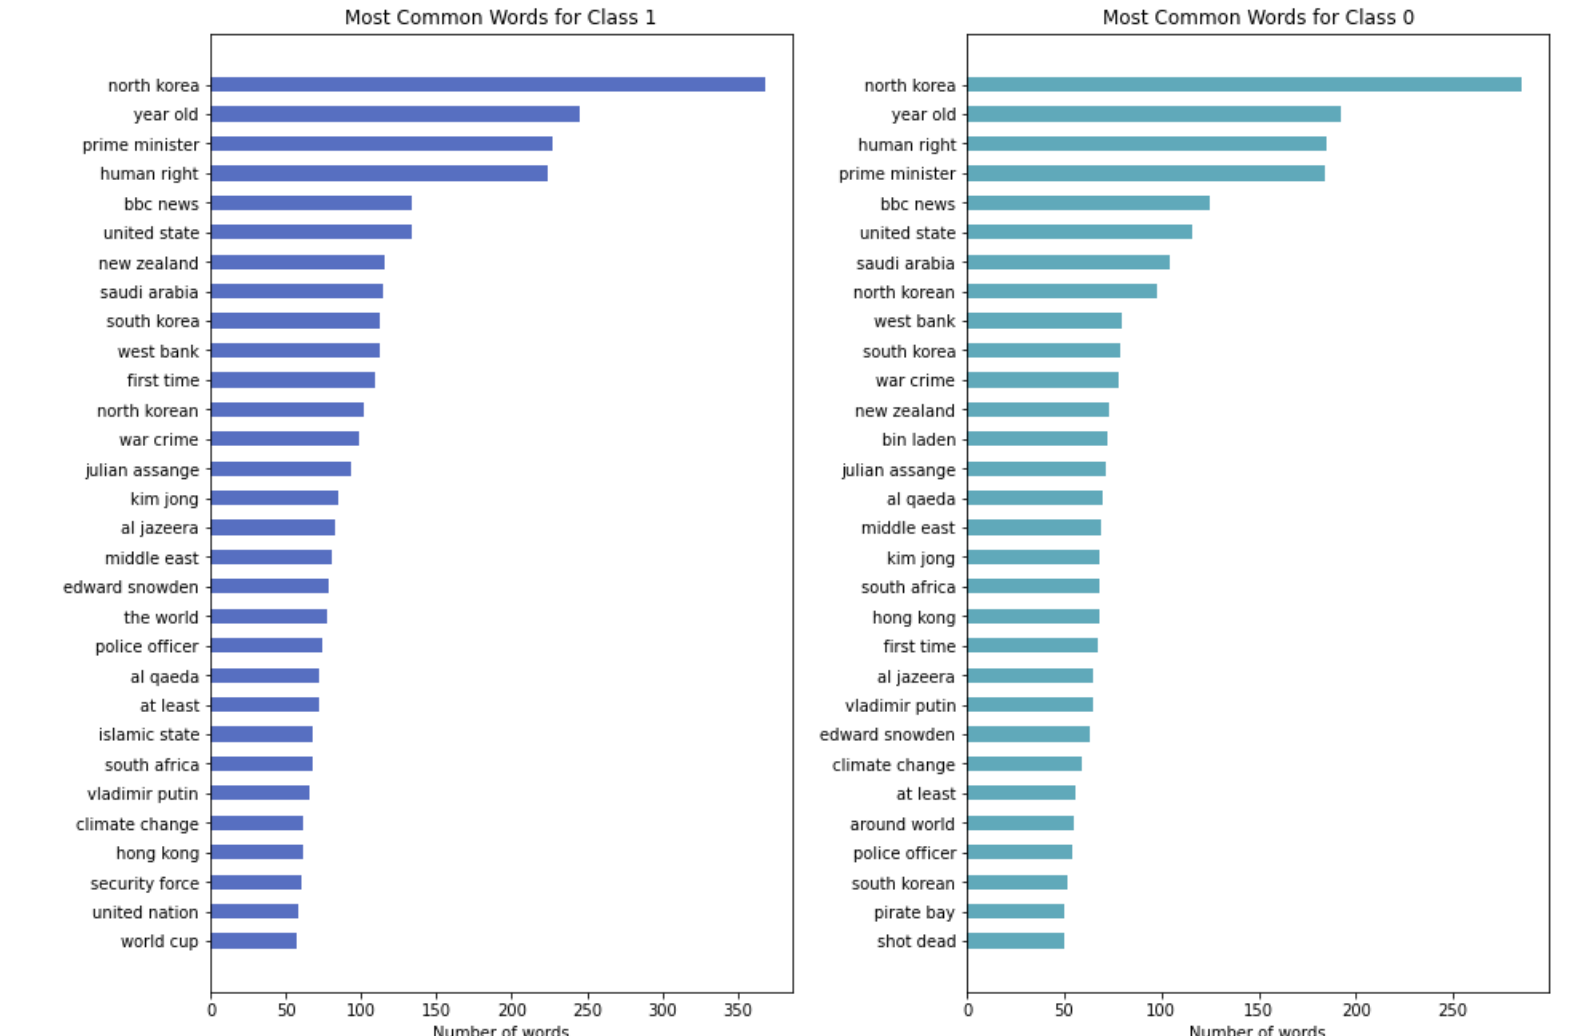 Most Common Words for Class 1
north korea
year old
prime minister
human right
bbc news
united state
new zealand
saudi arabia
south korea
west bank
first time
north korean
war crime
julian assange
kim jong
al jazeera
middle east
edward snowden
the world
police officer
al qaeda
at least
islamic state
south africa
vladimir putin
climate change
hong kong
security force
united nation
world cup
0 50 100 150 200 250 300 350
Number of words
Most Common Words for Class 0
north korea
year old
human right
prime minister
bbc news
united state
saudi arabia
north korean
west bank
south korea
war crime
new zealand
bin laden
julian assange
al qaeda
middle east
kim jong
south africa
hong kong
first time
al jazeera
vladimir putin
edward snowden
climate change
at least
around world
police officer
south korean
pirate bay
shot dead
0 50 100 150 200 250
Number of words